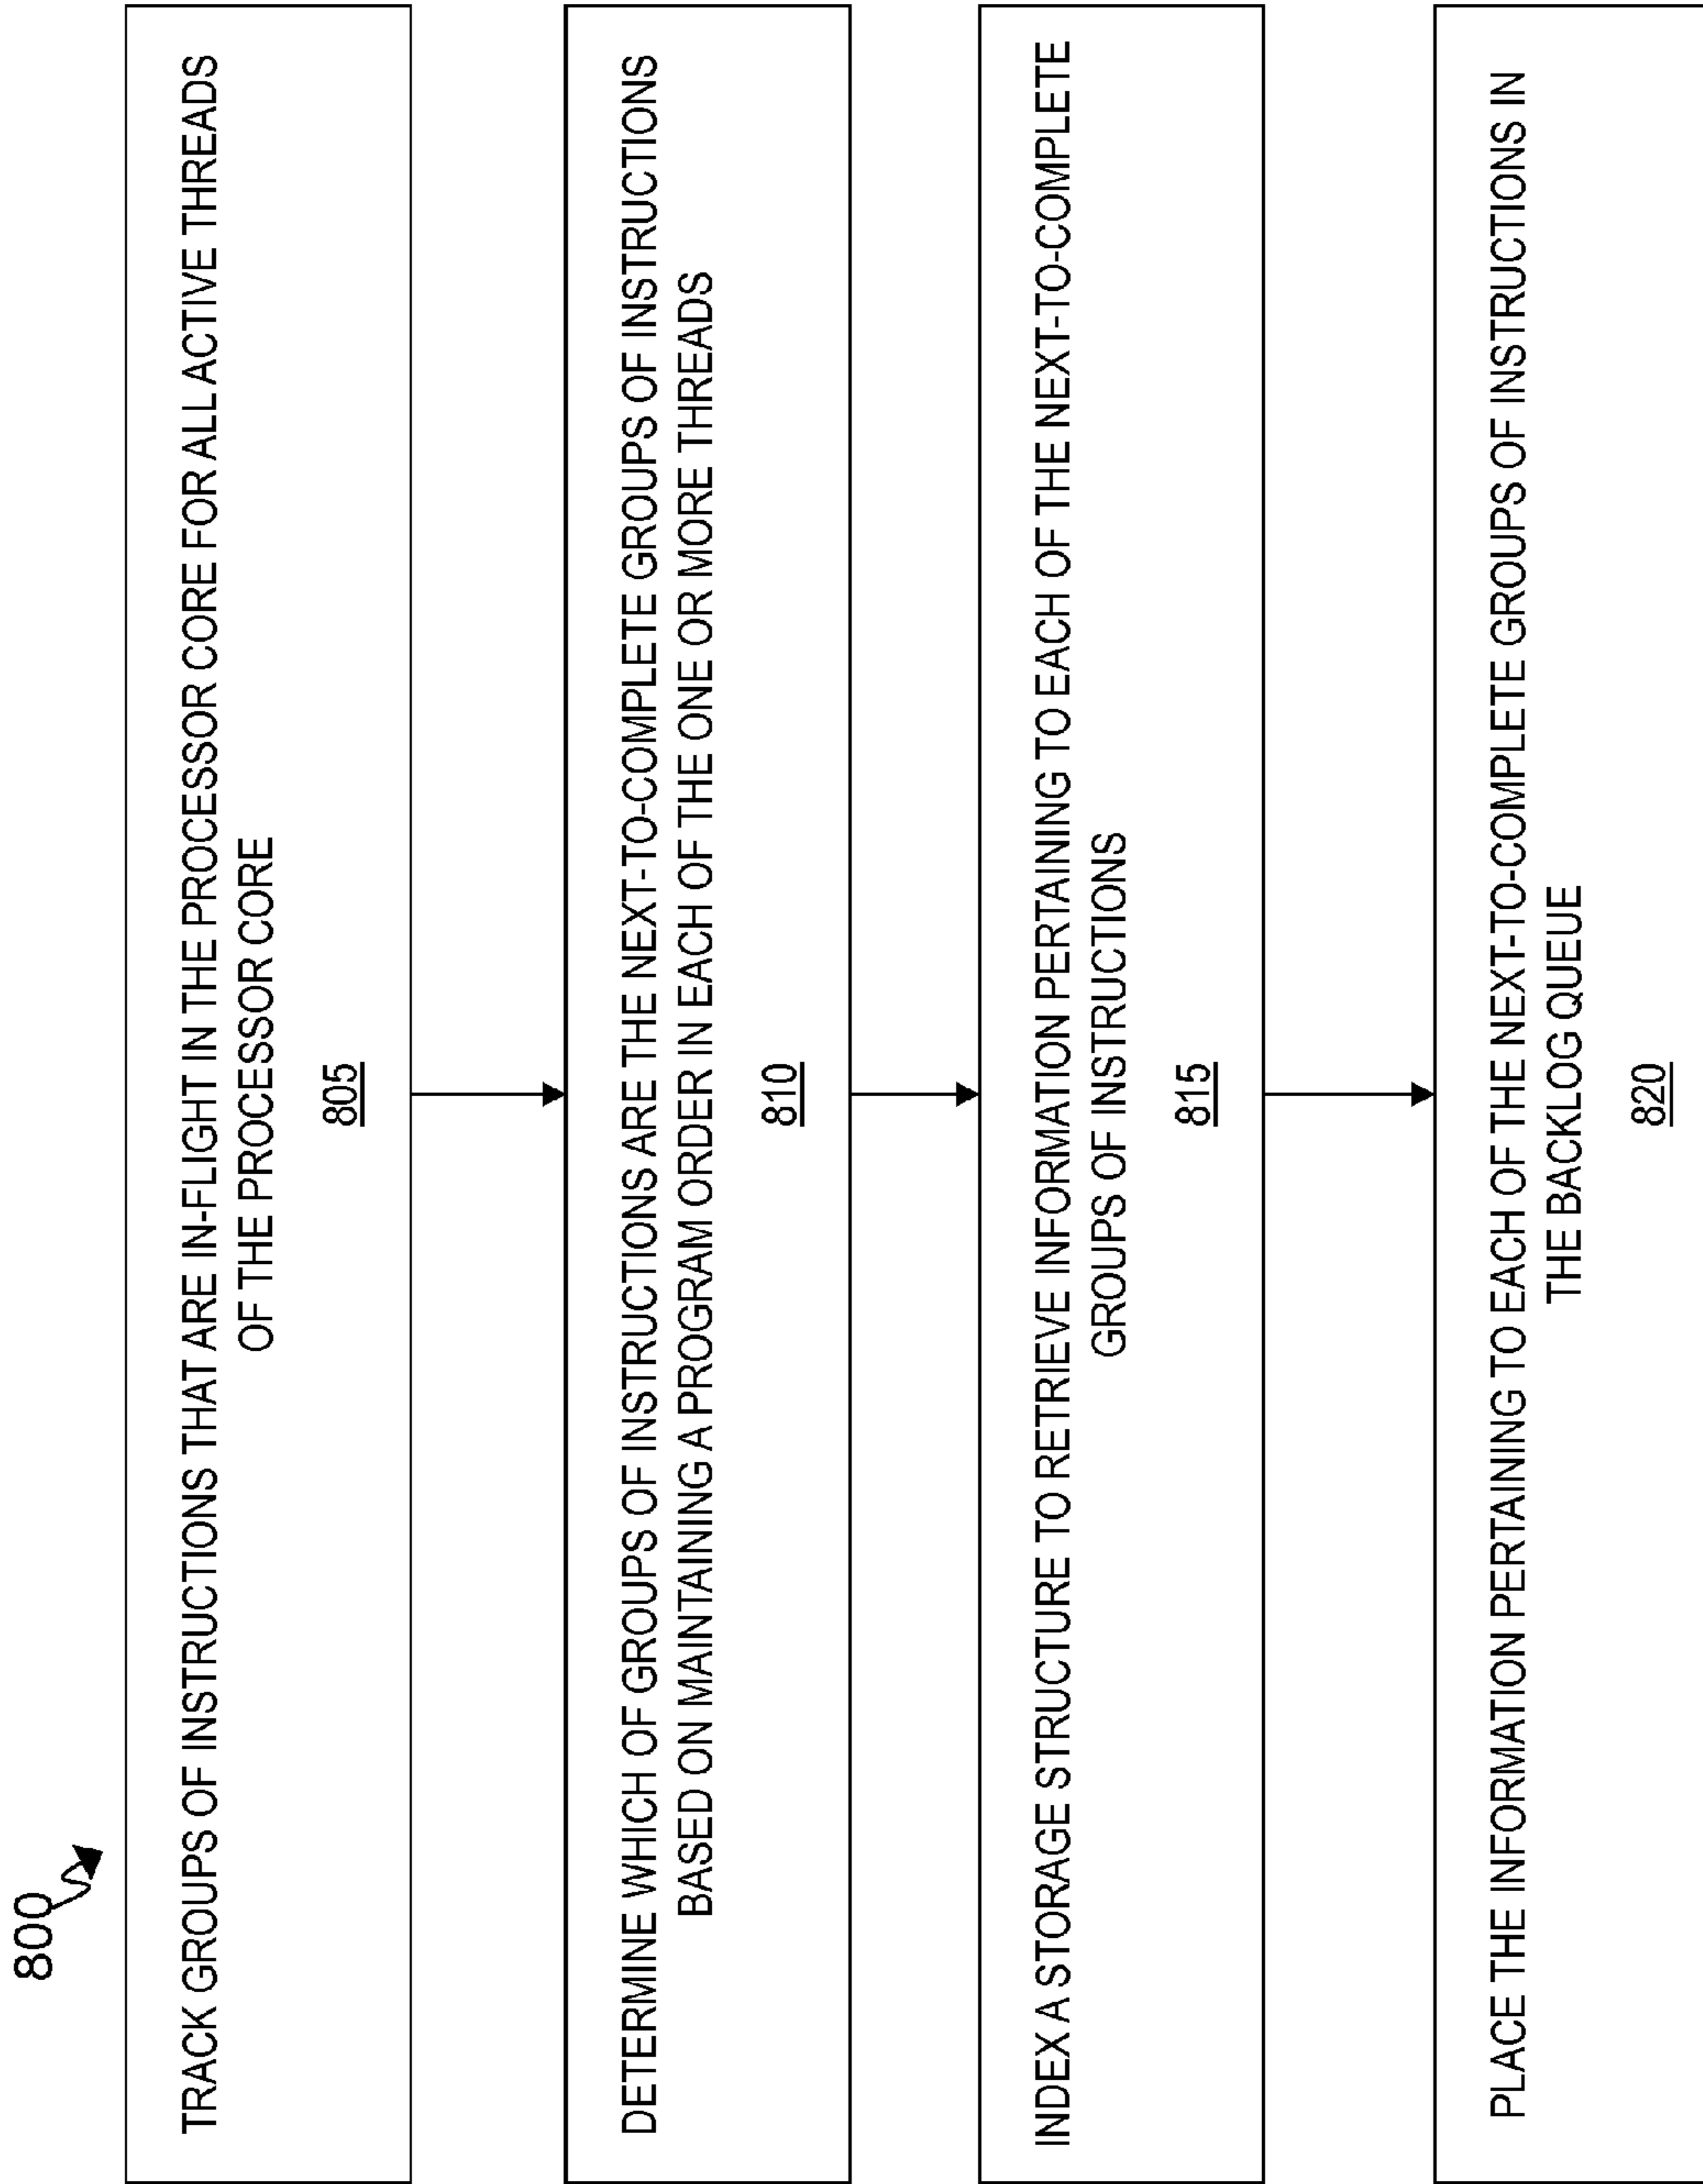 800
TRACK GROUPS OF INSTRUCTIONS THAT ARE IN-FLIGHT IN THE PROCESSOR CORE FOR ALL ACTIVE THREADS
OF THE PROCESSOR CORE
805
DETERMINE WHICH OF GROUPS OF INSTRUCTIONS ARE THE NEXT-TO-COMPLETE GROUPS OF INSTRUCTIONS
BASED ON MAINTAINING A PROGRAM ORDER IN EACH OF THE ONE OR MORE THREADS
810
INDEX A STORAGE STRUCTURE TO RETRIEVE INFORMATION PERTAINING TO EACH OF THE NEXT-TO-COMPLETE
GROUPS OF INSTRUCTIONS
815
PLACE THE INFORMATION PERTAINING TO EACH OF THE NEXT-TO-COMPLETE GROUPS OF INSTRUCTIONS IN
THE BACKLOG QUEUE
820